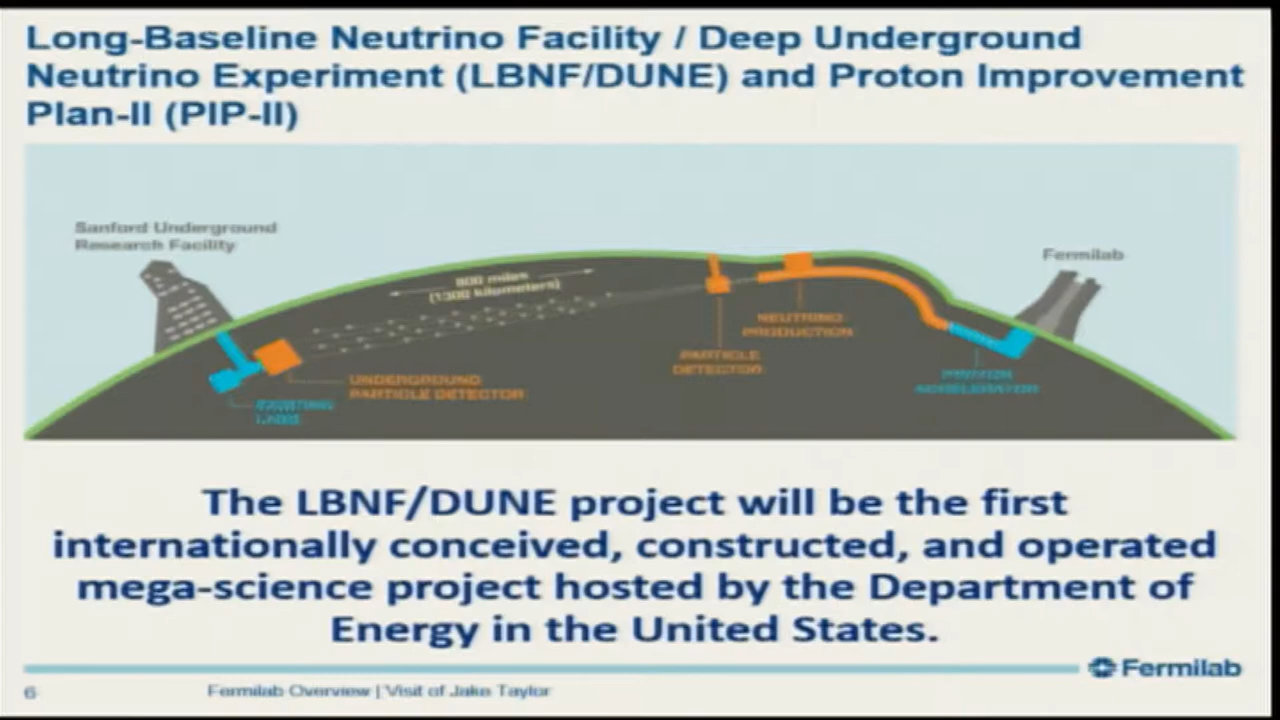 Long-Baseline Neutrino Facility / Deep Underground
Neutrino Experiment (LBNF/DUNE) and Proton Improvement
Plan-II (PIP-II)
Sanford Underground
Research Facility
Fermilab
800 miles
(1300 kilometers)
NEUTRINO
PRODUCTION
PARTICLE
DETECTOR
UNDERGROUND
PARTICLE DETECTOR
PROTON
ACCELERATOR
EXISTING
LABS
The LBNF/DUNE project will be the first
internationally conceived, constructed, and operated
mega-science project hosted by the Department of
Energy in the United States.
Fermilab
6
Fermilab Overview | Visit of Jake Taylor